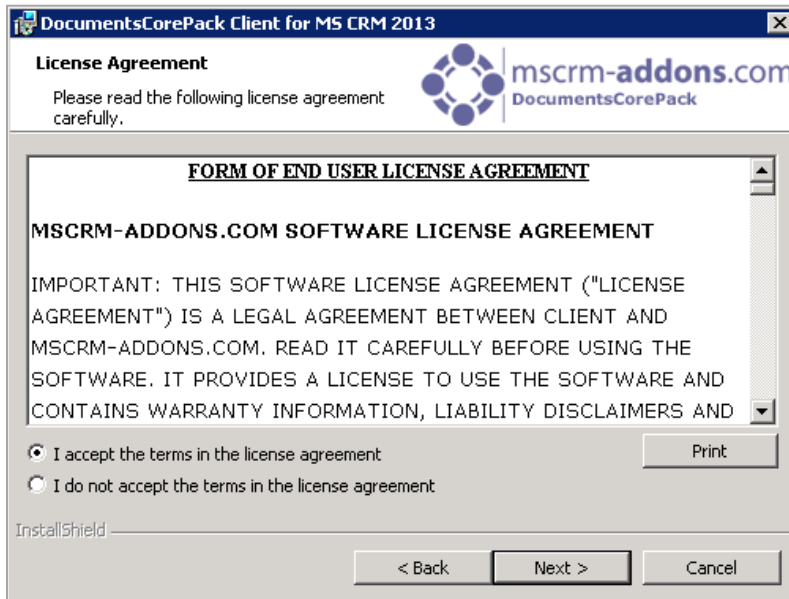 DocumentsCorePack Client for MS CRM 2013
License Agreement
Please read the following license agreement
carefully.
mscrm-addons.com
DocumentsCorePack
FORM OF END USER LICENSE AGREEMENT
MSCRM-ADDONS.COM SOFTWARE LICENSE AGREEMENT
IMPORTANT: THIS SOFTWARE LICENSE AGREEMENT ("LICENSE
AGREEMENT") IS A LEGAL AGREEMENT BETWEEN CLIENT AND
MSCRM-ADDONS.COM. READ IT CAREFULLY BEFORE USING THE
SOFTWARE. IT PROVIDES A LICENSE TO USE THE SOFTWARE AND
CONTAINS WARRANTY INFORMATION, LIABILITY DISCLAIMERS AND
I accept the terms in the license agreement
Print
I do not accept the terms in the license agreement
InstallShield
< Back
Next >
Cancel